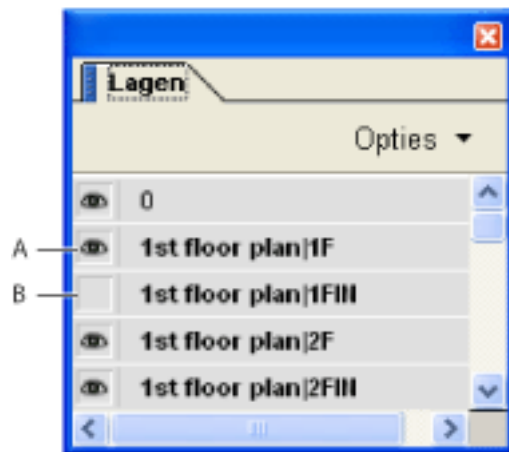 Lagen
Opties
0
A
1st floor plan|1F
B
1st floor plan|1FIN
1st floor plan|2F
1st floor plan|2FIN